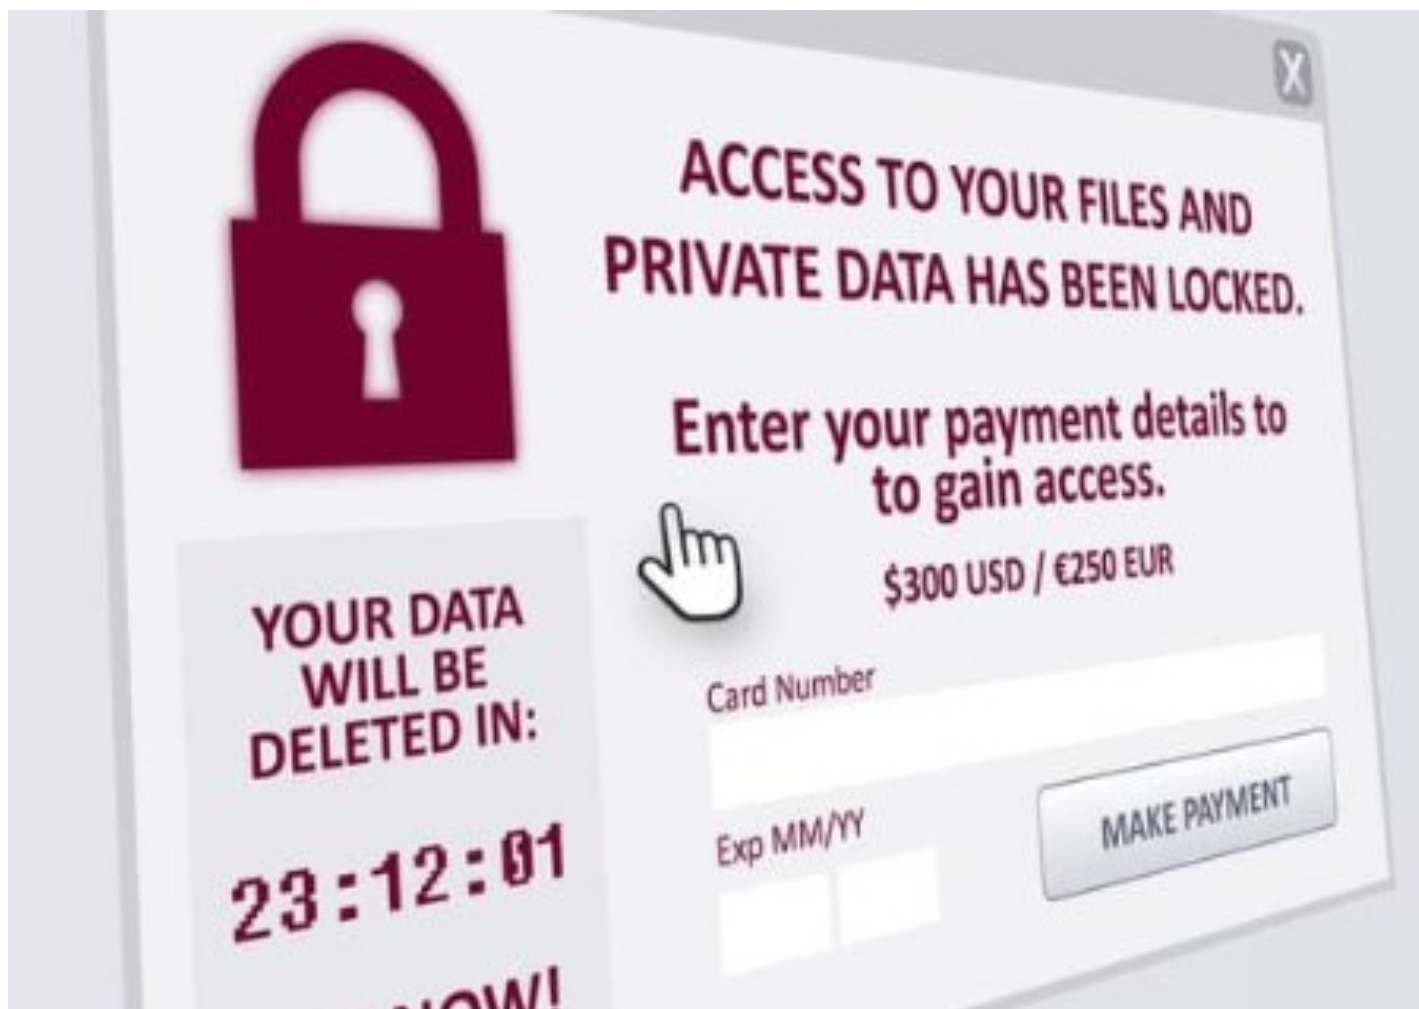 X
ACCESS TO YOUR FILES AND
PRIVATE DATA HAS BEEN LOCKED.
Enter your payment details to
to gain access.
$300 USD / €250 EUR
Card Number
Exp MM/YY
MAKE PAYMENT
YOUR DATA
WILL BE
DELETED IN:
23:12:01
NOW!